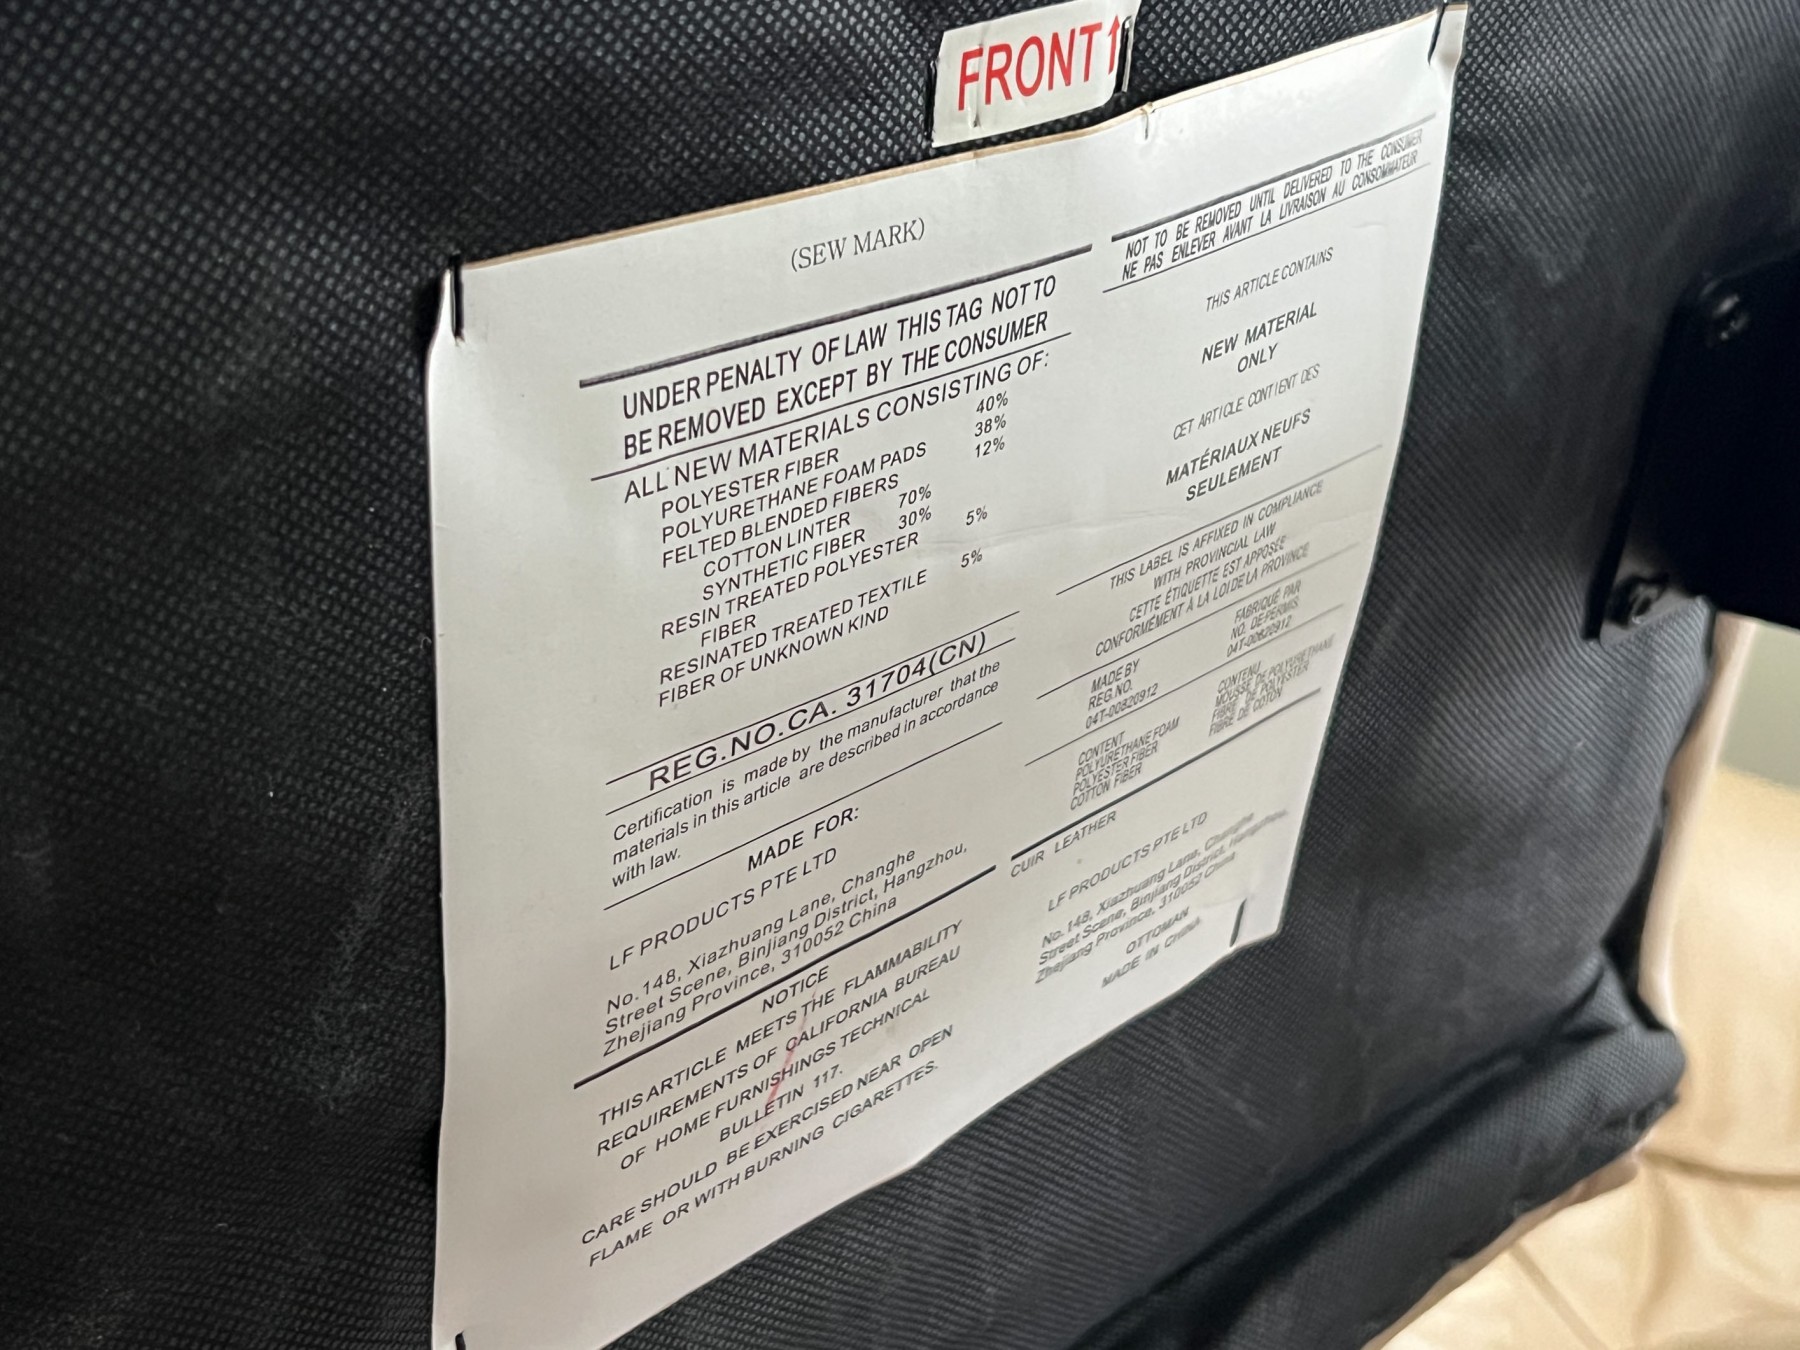 FRONT↑
(SEW MARK)
UNDER PENALTY OF LAW THIS TAG NOT TO
BE REMOVED EXCEPT BY THE CONSUMER
ALL NEW MATERIALS CONSISTING OF:
POLYESTER FIBER 40%
POLYURETHANE FOAM PADS 38%
FELTED BLENDED FIBERS 12%
COTTON LINTER 70%
SYNTHETIC FIBER 30%
RESIN TREATED POLYESTER 5%
FIBER
RESINATED TREATED TEXTILE 5%
FIBER OF UNKNOWN KIND
REG.NO.CA. 31704(CN)
Certification is made by the manufacturer that the
materials in this article are described in accordance
with law.
MADE FOR:
LF PRODUCTS PTE LTD
No.148, Xiazhuang Lane, Changhe
Street Scene, Binjiang District, Hangzhou,
Zhejiang Province, 310052 China
NOTICE
THIS ARTICLE MEETS THE FLAMMABILITY
REQUIREMENTS OF CALIFORNIA BUREAU
OF HOME FURNISHINGS TECHNICAL
BULLETIN 117.
CARE SHOULD BE EXERCISED NEAR OPEN
FLAME OR WITH BURNING CIGARETTES.
NOT TO BE REMOVED UNTIL DELIVERED TO THE CONSUMER
NE PAS ENLEVER AVANT LA LIVRAISON AU CONSOMMATEUR
THIS ARTICLE CONTAINS
NEW MATERIAL
ONLY
CET ARTICLE CONTIENT DES
MATÉRIAUX NEUFS
SEULEMENT
THIS LABEL IS AFFIXED IN COMPLIANCE
WITH PROVINCIAL LAW
CETTE ÉTIQUETTE EST APPOSÉE
CONFORMÉMENT À LA LOI DE LA PROVINCE
MADE BY
REG.NO.
04T-00820912
FABRIQUÉ PAR
NO. DE PERMIS
04T-00820912
CONTENT
POLYURETHANE FOAM
POLYESTER FIBER
COTTON FIBER
CONTENU
MOUSSE DE POLYURETHANE
FIBRE DE POLYESTER
FIBRE DE COTON
CUIR LEATHER
LF PRODUCTS PTE LTD
No.148, Xiazhuang Lane, Changhe
Street Scene, Binjiang District, Hangzhou,
Zhejiang Province, 310052 China
OTTOMAN
MADE IN CHINA